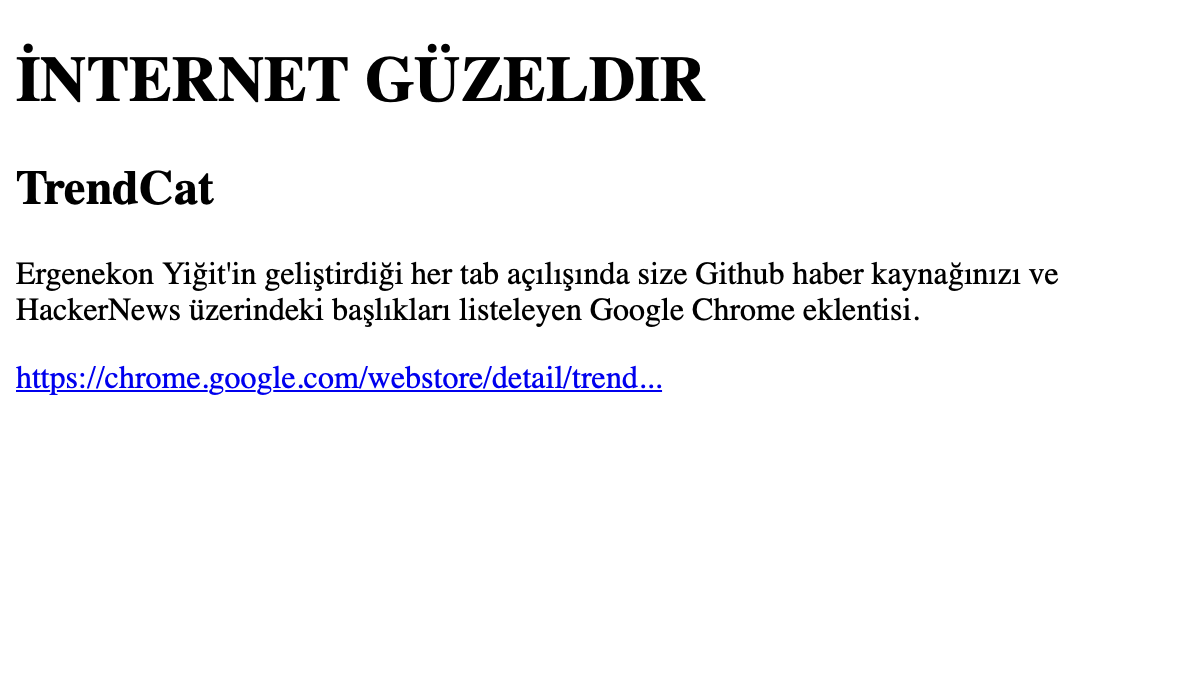 İNTERNET GÜZELDIR
TrendCat
Ergenekon Yiğit'in geliştirdiği her tab açılışında size Github haber kaynağınızı ve
HackerNews üzerindeki başlıkları listeleyen Google Chrome eklentisi.
https://chrome.google.com/webstore/detail/trend...